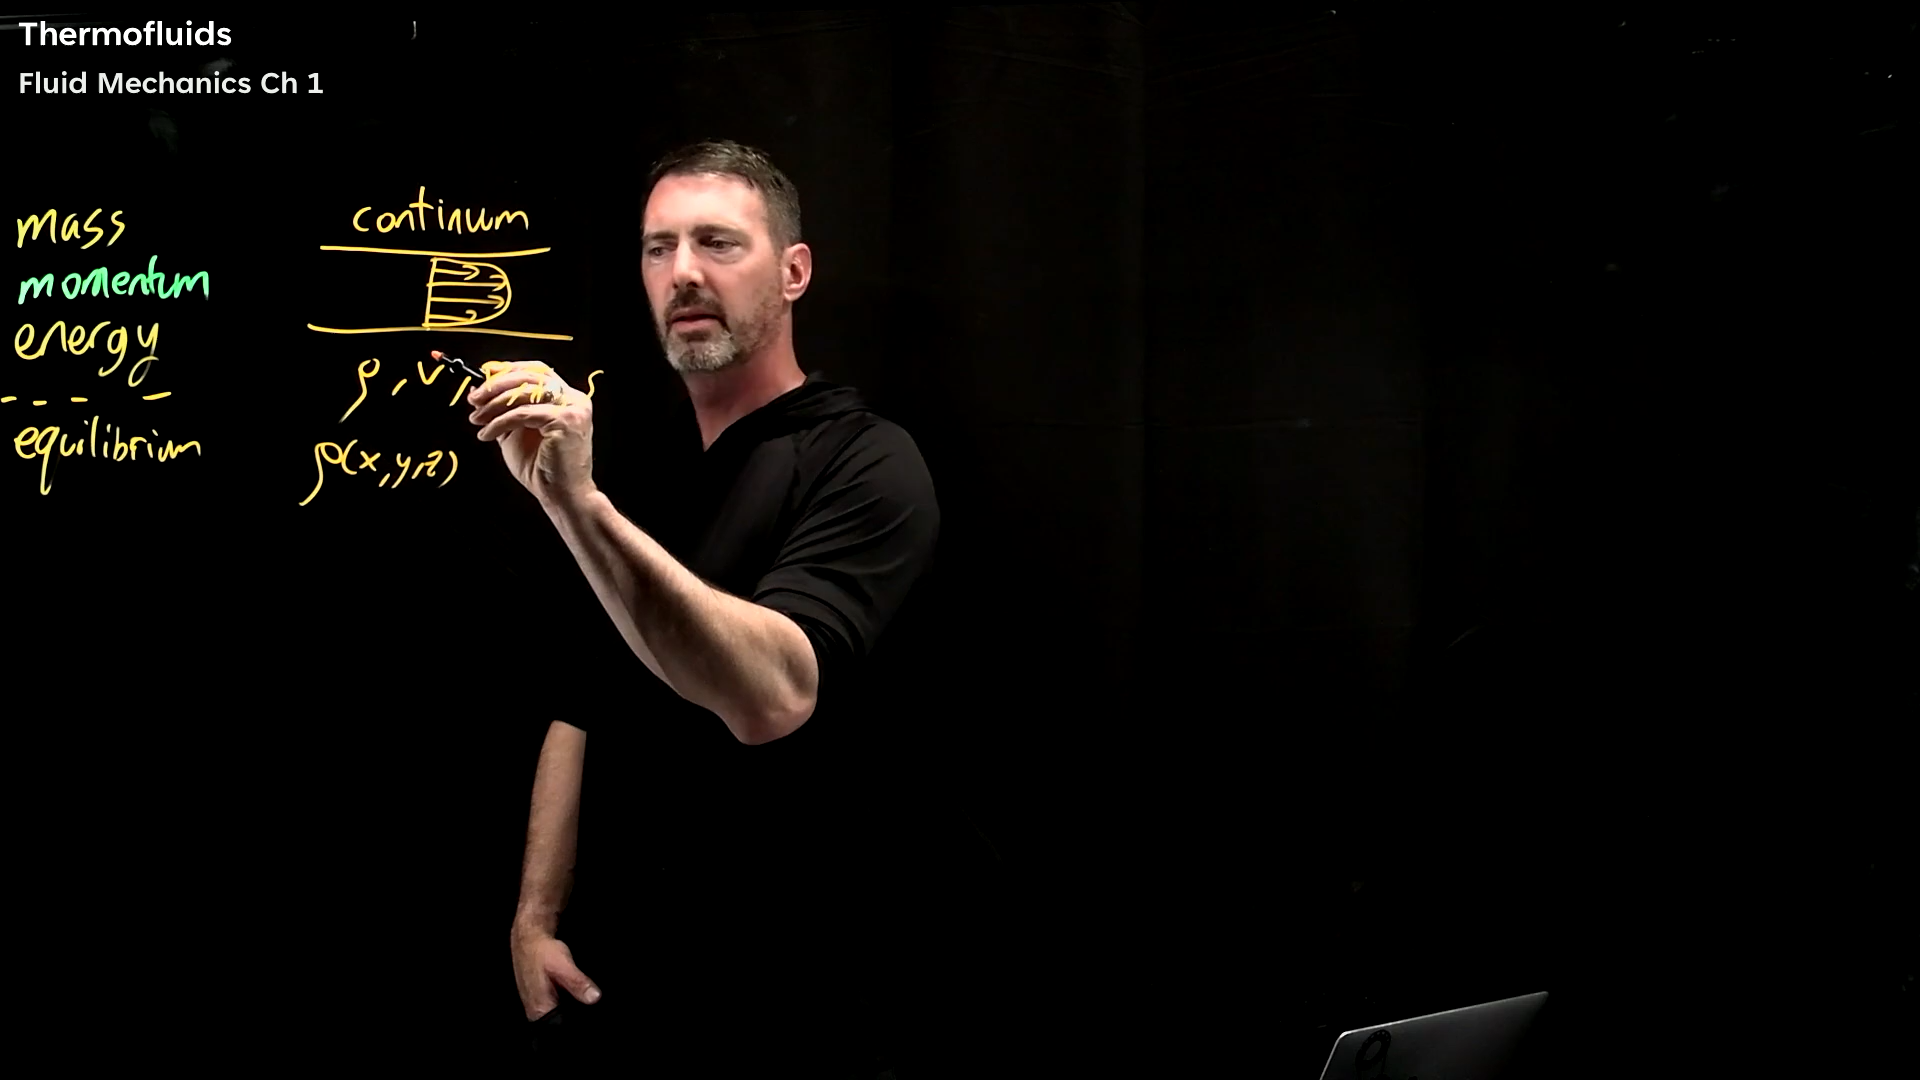 Thermofluids
Fluid Mechanics Ch 1
mass
momentum
energy
equilibrium
continuum
ρ, v,
ρ(x,y,z)